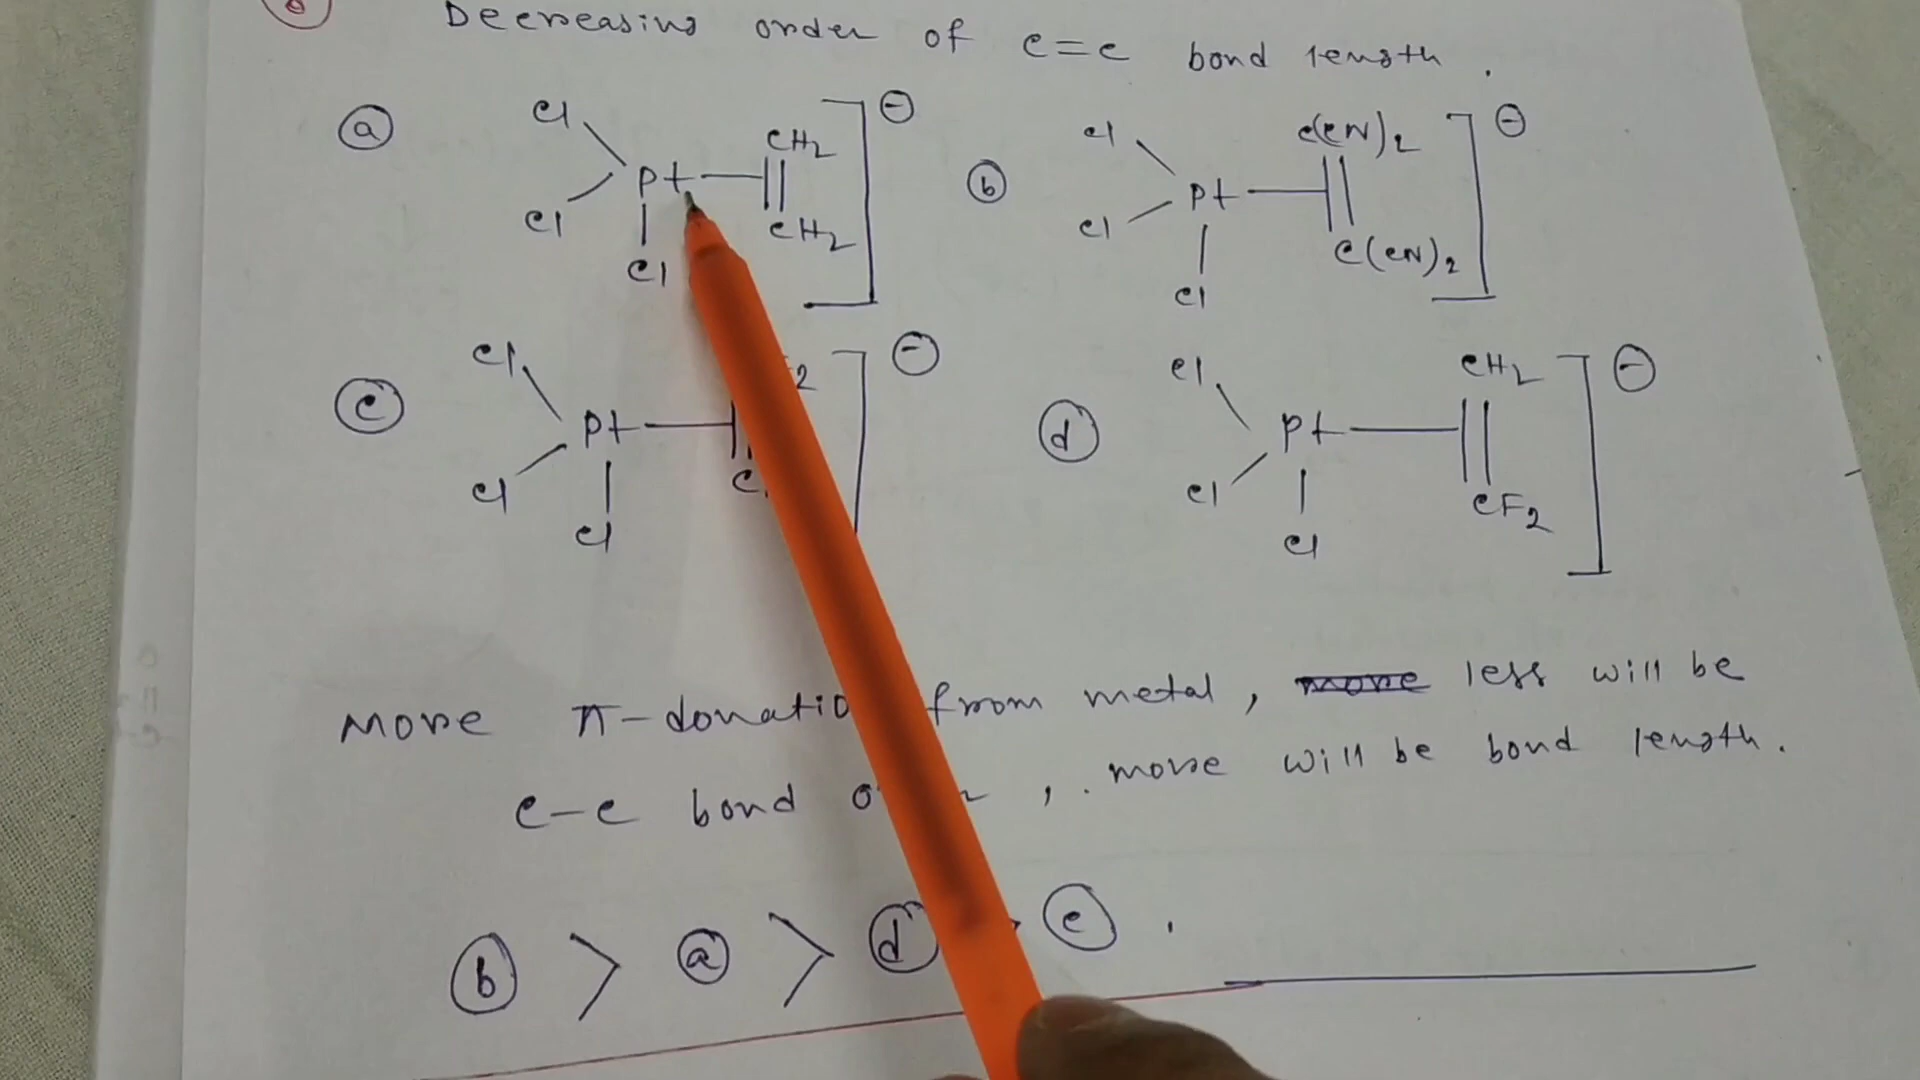 Decreasing order of c=c bond length.
(a) Cl Cl Cl Pt CH2 CH2 ] ⊖
(b) Cl Cl Cl Pt C(CN)2 C(CN)2 ] ⊖
(c) Cl Cl Cl Pt ] ⊖
(d) Cl Cl Cl Pt CH2 CF2 ] ⊖
More π-donation from metal, less will be
c-c bond , more will be bond length.
(b) > (a) > (d) > (c) .